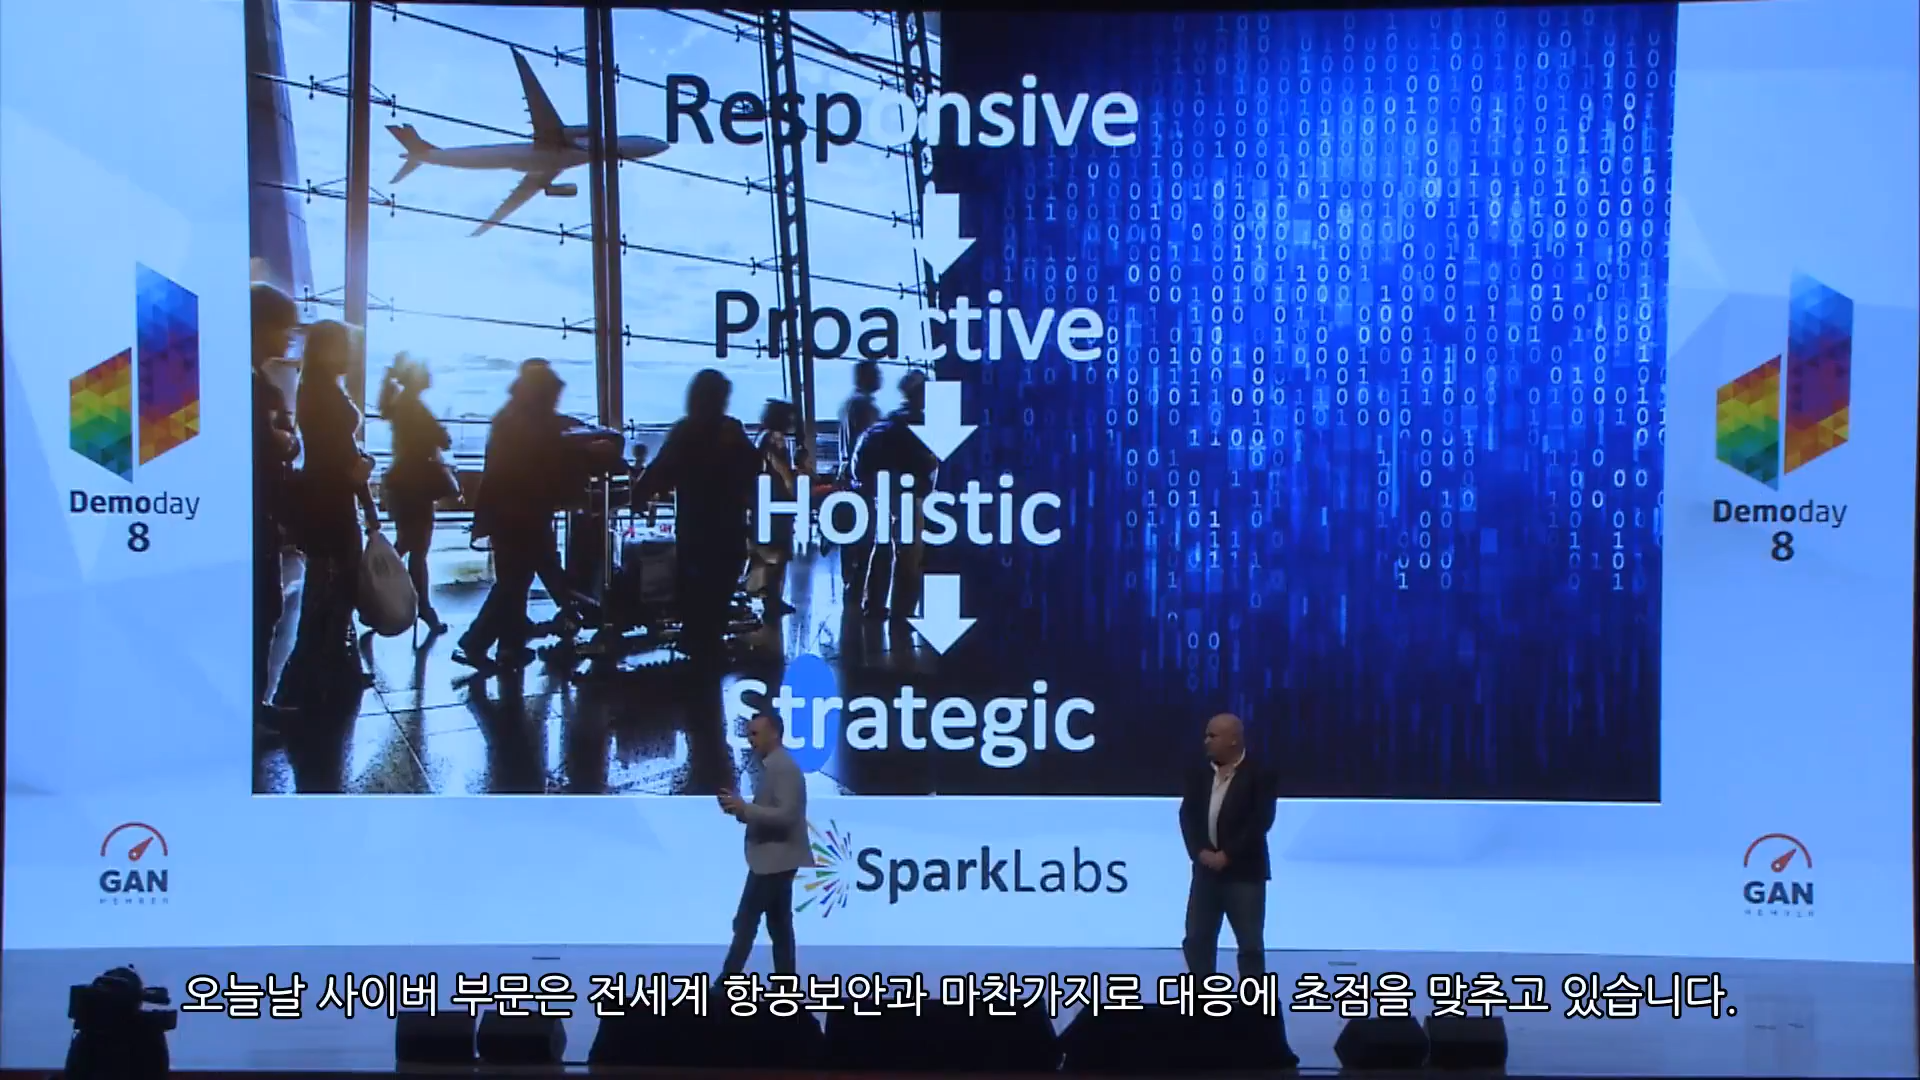 Responsive
Proactive
Holistic
Strategic
Demoday
8
Demoday
8
GAN
MEMBER
SparkLabs
GAN
MEMBER
오늘날 사이버 부문은 전세계 항공보안과 마찬가지로 대응에 초점을 맞추고 있습니다.